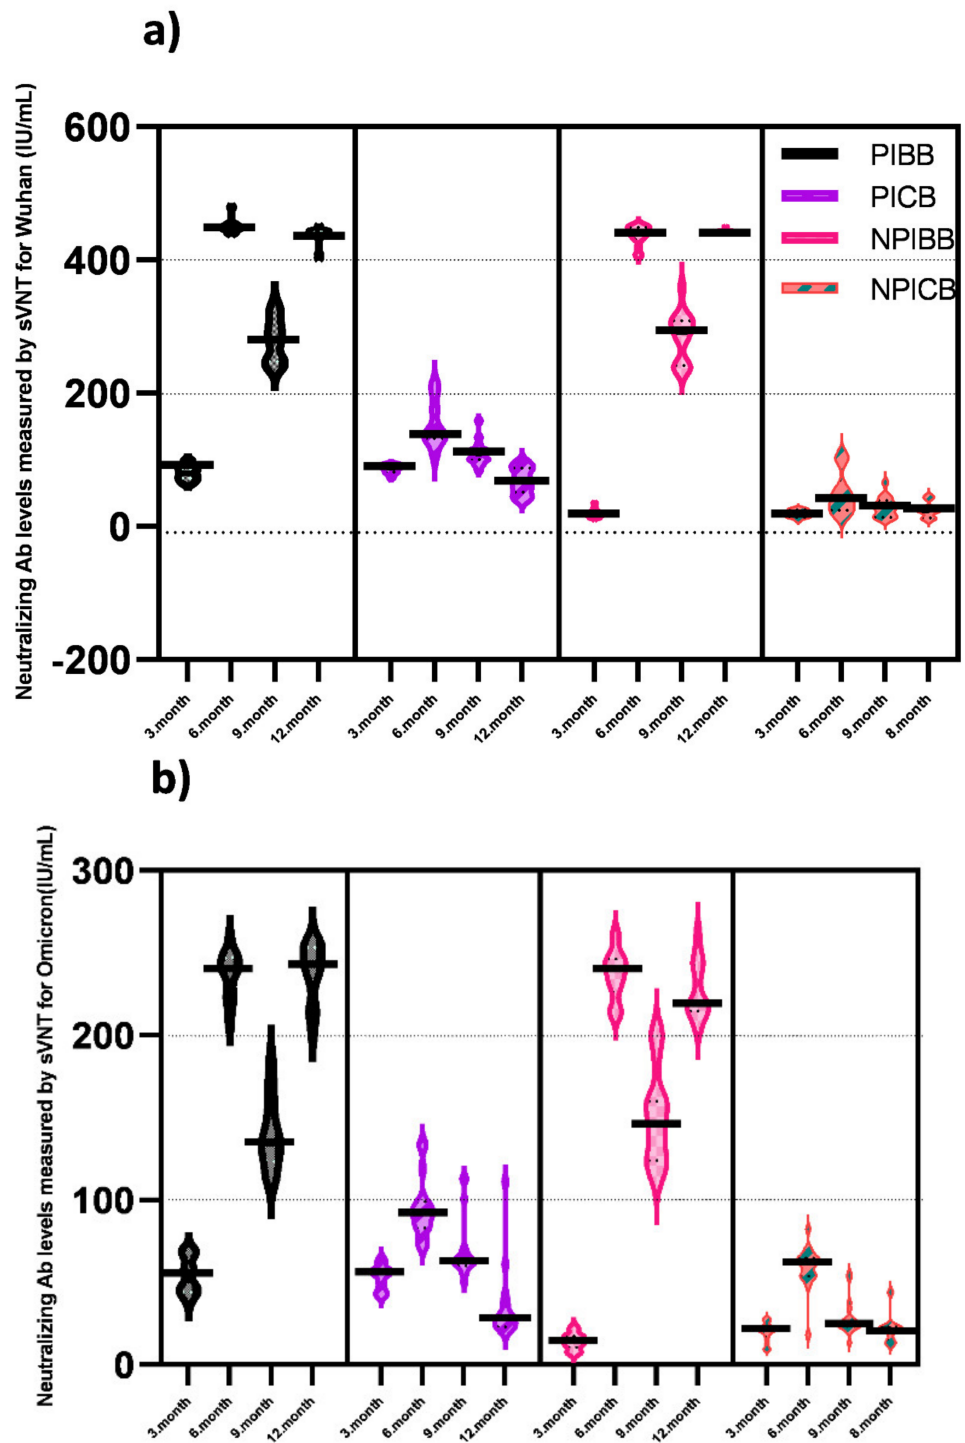 a)
Neutralizing Ab levels measured by sVNT for Wuhan (IU/mL)
600
400
200
0
-200
PIBB
PICB
NPIBB
NPICB
3.month 6.month 9.month 12.month 3.month 6.month 9.month 12.month 3.month 6.month 9.month 12.month 3.month 6.month 9.month 8.month
b)
Neutralizing Ab levels measured by sVNT for Omicron(IU/mL)
300
200
100
0
3.month 6.month 9.month 12.month 3.month 6.month 9.month 12.month 3.month 6.month 9.month 12.month 3.month 6.month 9.month 8.month